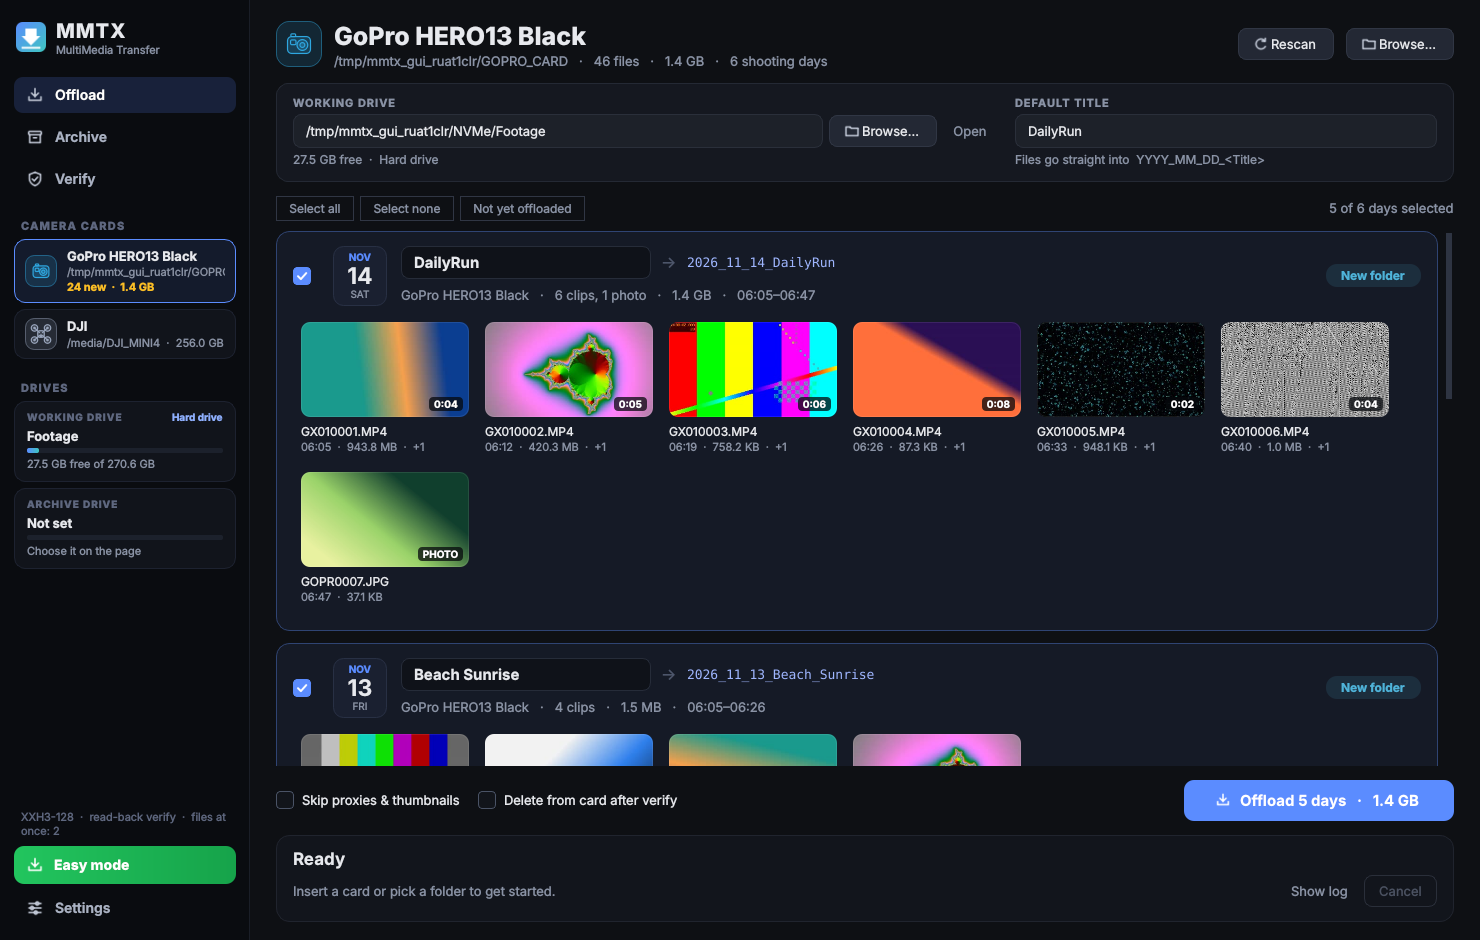 MMTX
MultiMedia Transfer
Offload
Archive
Verify
CAMERA CARDS
GoPro HERO13 Black
/tmp/mmtx_gui_ruat1clr/GOPR
24 new · 1.4 GB
DJI
/media/DJI_MINI4 · 256.0 GB
DRIVES
WORKING DRIVE Hard drive
Footage
27.5 GB free of 270.6 GB
ARCHIVE DRIVE
Not set
Choose it on the page
XXH3-128 · read-back verify · files at
once: 2
Easy mode
Settings
GoPro HERO13 Black
/tmp/mmtx_gui_ruat1clr/GOPRO_CARD · 46 files · 1.4 GB · 6 shooting days
Rescan
Browse...
WORKING DRIVE
/tmp/mmtx_gui_ruat1clr/NVMe/Footage
Browse...
Open
27.5 GB free · Hard drive
DEFAULT TITLE
DailyRun
Files go straight into YYYY_MM_DD_<Title>
Select all
Select none
Not yet offloaded
5 of 6 days selected
NOV
14
SAT
DailyRun
→ 2026_11_14_DailyRun
GoPro HERO13 Black · 6 clips, 1 photo · 1.4 GB · 06:05–06:47
New folder
0:04
GX010001.MP4
06:05 · 943.8 MB · +1
0:05
GX010002.MP4
06:12 · 420.3 MB · +1
0:06
GX010003.MP4
06:19 · 758.2 KB · +1
0:08
GX010004.MP4
06:26 · 87.3 KB · +1
0:02
GX010005.MP4
06:33 · 948.1 KB · +1
0:04
GX010006.MP4
06:40 · 1.0 MB · +1
PHOTO
GOPR0007.JPG
06:47 · 37.1 KB
NOV
13
FRI
Beach Sunrise
→ 2026_11_13_Beach_Sunrise
GoPro HERO13 Black · 4 clips · 1.5 MB · 06:05–06:26
New folder
Skip proxies & thumbnails
Delete from card after verify
Offload 5 days · 1.4 GB
Ready
Insert a card or pick a folder to get started.
Show log
Cancel